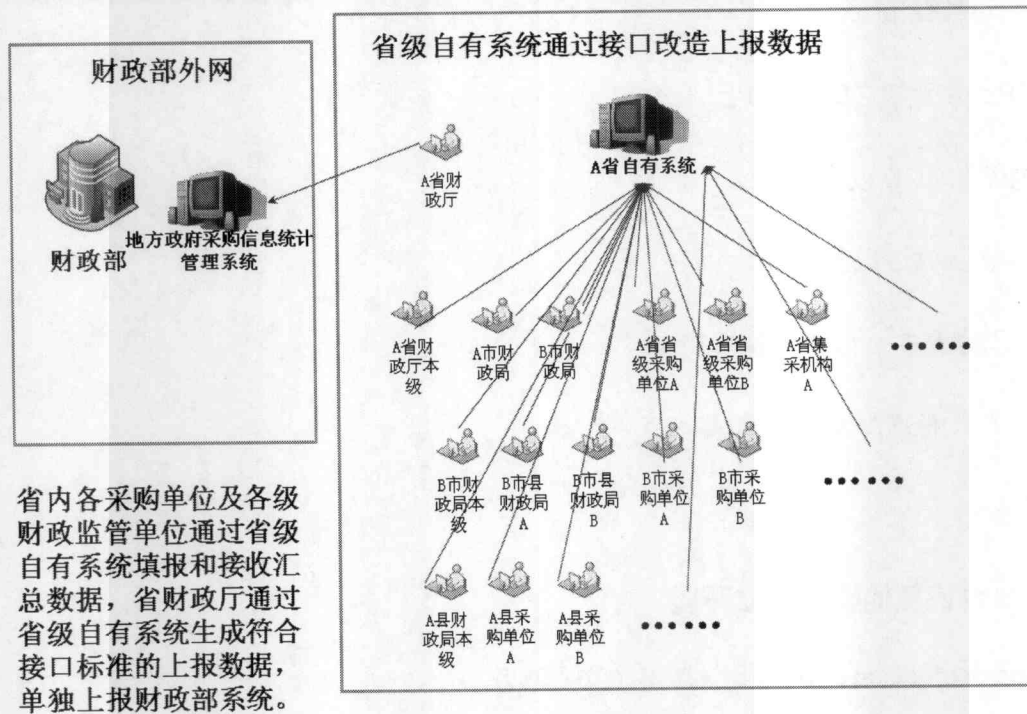 财政部外网
财政部
地方政府采购信息统计
管理系统
省内各采购单位及各级
财政监管单位通过省级
自有系统填报和接收汇
总数据，省财政厅通过
省级自有系统生成符合
接口标准的上报数据，
单独上报财政部系统。
省级自有系统通过接口改造上报数据
A省财
政厅
A省自有系统
A省财
政厅本
级
A市财
政局
B市财
政局
A省省
级采购
单位A
A省省
级采购
单位B
A省集
采机构
A
B市财
政局本
级
B市县
财政局
A
B市县
财政局
B
B市采
购单位
A
B市采
购单位
B
A县财
政局本
级
A县采
购单位
A
A县采
购单位
B